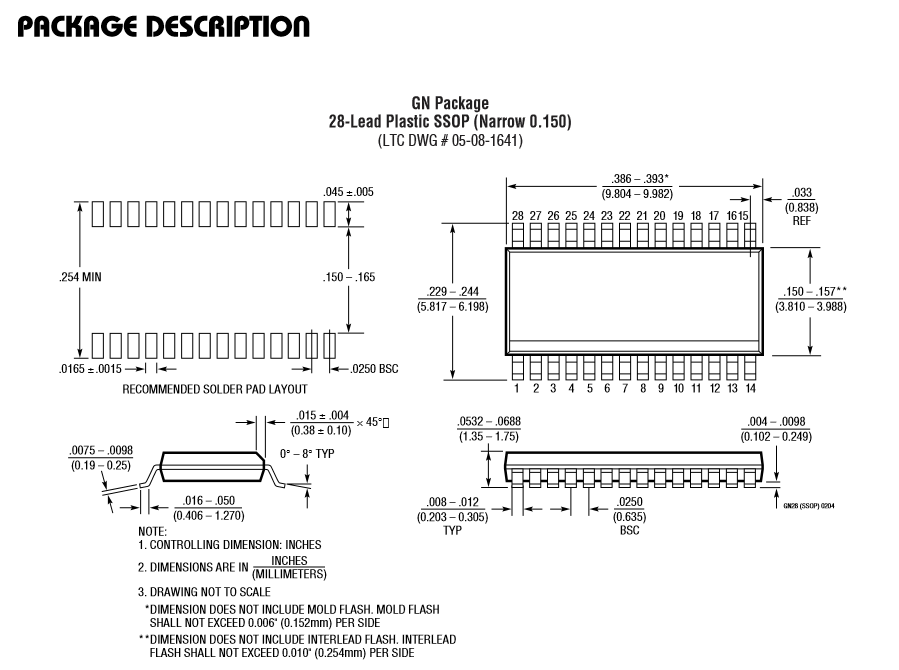 PACKAGE DESCRIPTION
GN Package
28-Lead Plastic SSOP (Narrow 0.150)
(LTC DWG # 05-08-1641)
.045 ±.005
.254 MIN
.150 – .165
.0165 ± .0015
.0250 BSC
RECOMMENDED SOLDER PAD LAYOUT
.386 – .393*
(9.804 – 9.982)
.033
(0.838)
REF
28 27 26 25 24 23 22 21 20 19 18 17 16 15
.229 – .244
(5.817 – 6.198)
.150 – .157**
(3.810 – 3.988)
1 2 3 4 5 6 7 8 9 10 11 12 13 14
.015 ± .004
(0.38 ± 0.10)
× 45°
.0075 – .0098
(0.19 – 0.25)
0° – 8° TYP
.016 – .050
(0.406 – 1.270)
.0532 – .0688
(1.35 – 1.75)
.004 – .0098
(0.102 – 0.249)
.008 – .012
(0.203 – 0.305)
TYP
.0250
(0.635)
BSC
GN28 (SSOP) 0204
NOTE:
1. CONTROLLING DIMENSION: INCHES
2. DIMENSIONS ARE IN INCHES
(MILLIMETERS)
3. DRAWING NOT TO SCALE
*DIMENSION DOES NOT INCLUDE MOLD FLASH. MOLD FLASH
SHALL NOT EXCEED 0.006" (0.152mm) PER SIDE
**DIMENSION DOES NOT INCLUDE INTERLEAD FLASH. INTERLEAD
FLASH SHALL NOT EXCEED 0.010" (0.254mm) PER SIDE